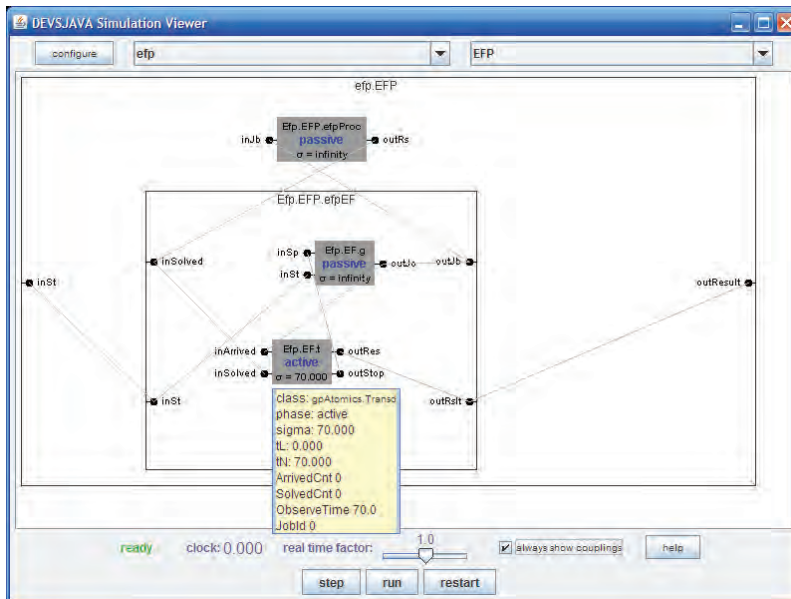 DEVSJAVA Simulation Viewer
configure efp EFP
efp.EFP
Efp.EFP.efpProc
inJb passive outRs
σ = infinity
Efp.EFP.efpEF
inSp Efp.EF.g
inSolved passive outJo outJb
inSt σ = infinity
inSt outResult
inArrived Efp.EF.t outRes
active
inSolved σ = 70.000 outStop
inSt outRslt
class: gpAtomics.Transd
phase: active
sigma: 70.000
tL: 0.000
tN: 70.000
ArrivedCnt 0
SolvedCnt 0
ObserveTime 70.0
JobId 0
ready clock: 0.000 real time factor: 1.0 always show couplings help
step run restart